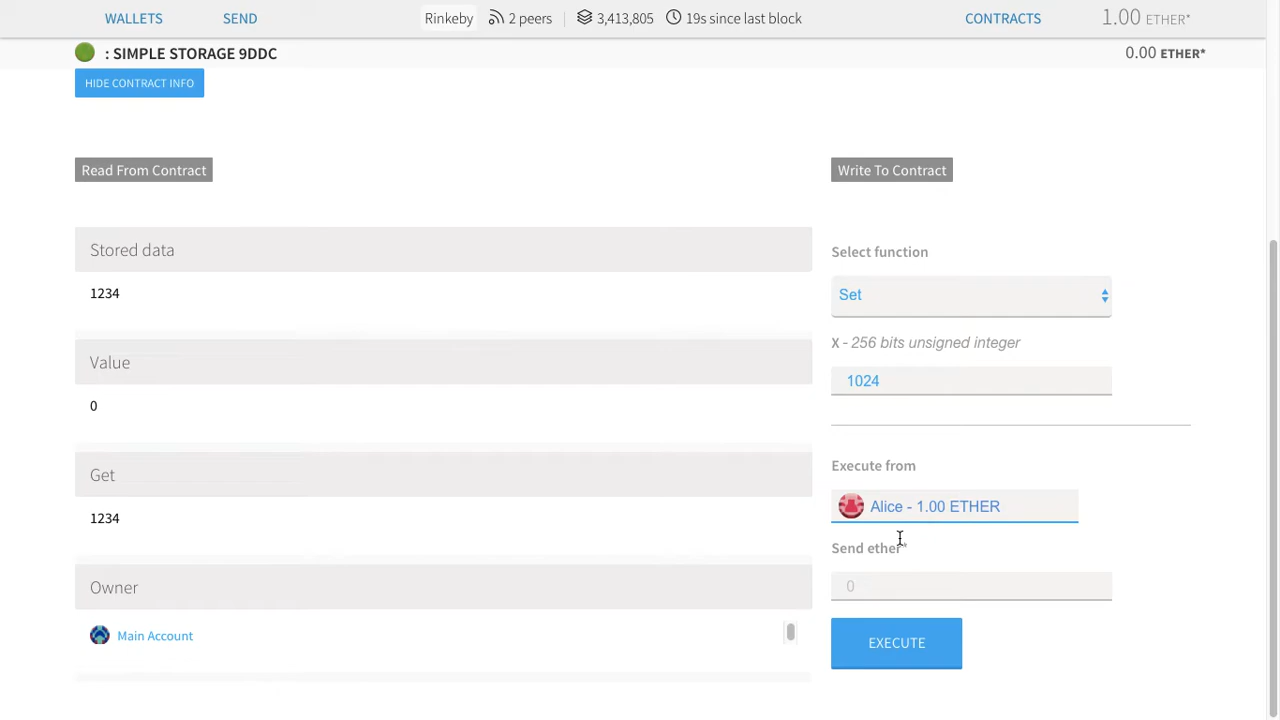 WALLETS SEND Rinkeby 2 peers 3,413,805 19s since last block CONTRACTS 1.00 ETHER*
: SIMPLE STORAGE 9DDC 0.00 ETHER*
HIDE CONTRACT INFO
Read From Contract
Stored data
1234
Value
0
Get
1234
Owner
Main Account
Write To Contract
Select function
Set
X - 256 bits unsigned integer
1024
Execute from
Alice - 1.00 ETHER
Send ether*
0
EXECUTE